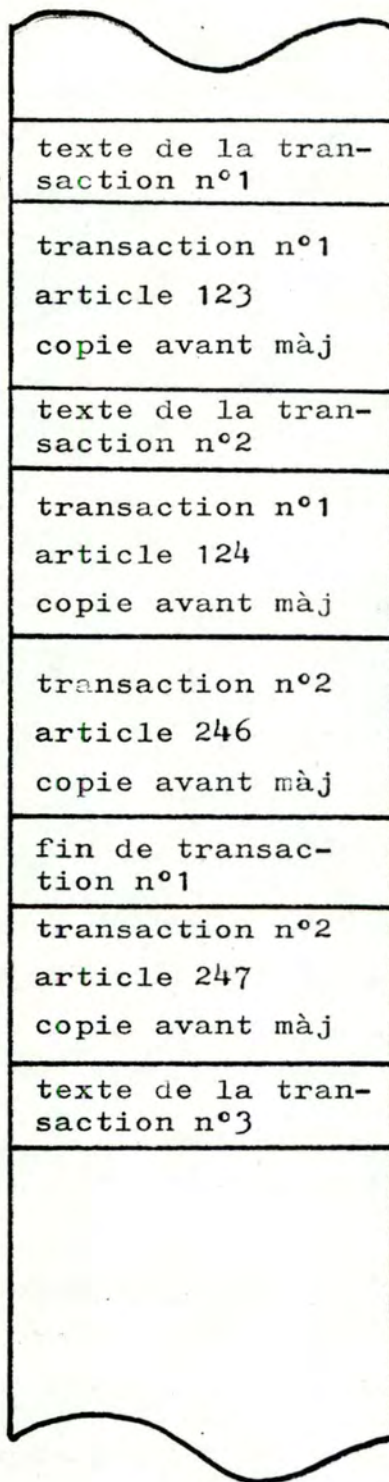 texte de la tran-
saction n°1
transaction n°1
article 123
copie avant màj
texte de la tran-
saction n°2
transaction n°1
article 124
copie avant màj
transaction n°2
article 246
copie avant màj
fin de transac-
tion n°1
transaction n°2
article 247
copie avant màj
texte de la tran-
saction n°3